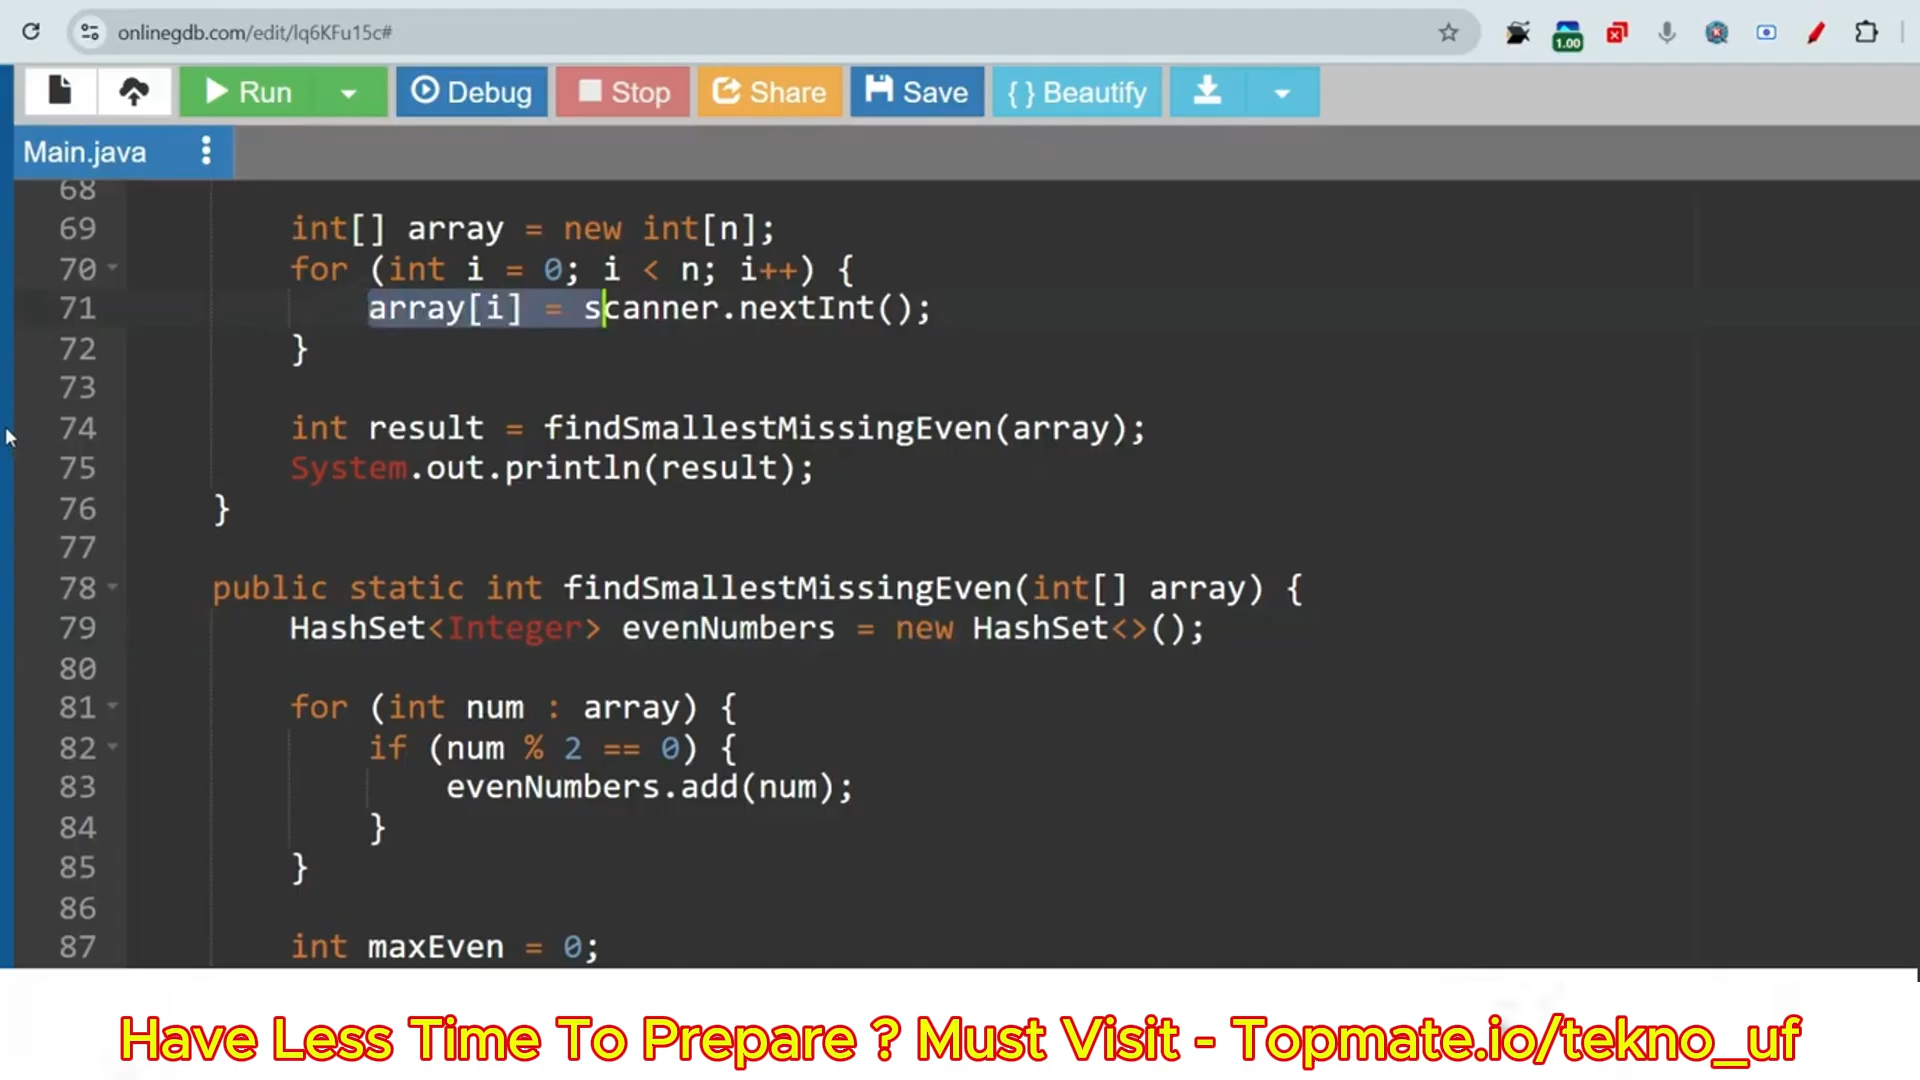 onlinegdb.com/edit/lq6KFu15c#
1.00
Run Debug Stop Share Save { } Beautify
Main.java
68
69 int[] array = new int[n];
70 for (int i = 0; i < n; i++) {
71 array[i] = scanner.nextInt();
72 }
73
74 int result = findSmallestMissingEven(array);
75 System.out.println(result);
76 }
77
78 public static int findSmallestMissingEven(int[] array) {
79 HashSet<Integer> evenNumbers = new HashSet<>();
80
81 for (int num : array) {
82 if (num % 2 == 0) {
83 evenNumbers.add(num);
84 }
85 }
86
87 int maxEven = 0;
Have Less Time To Prepare ? Must Visit - Topmate.io/tekno_uf